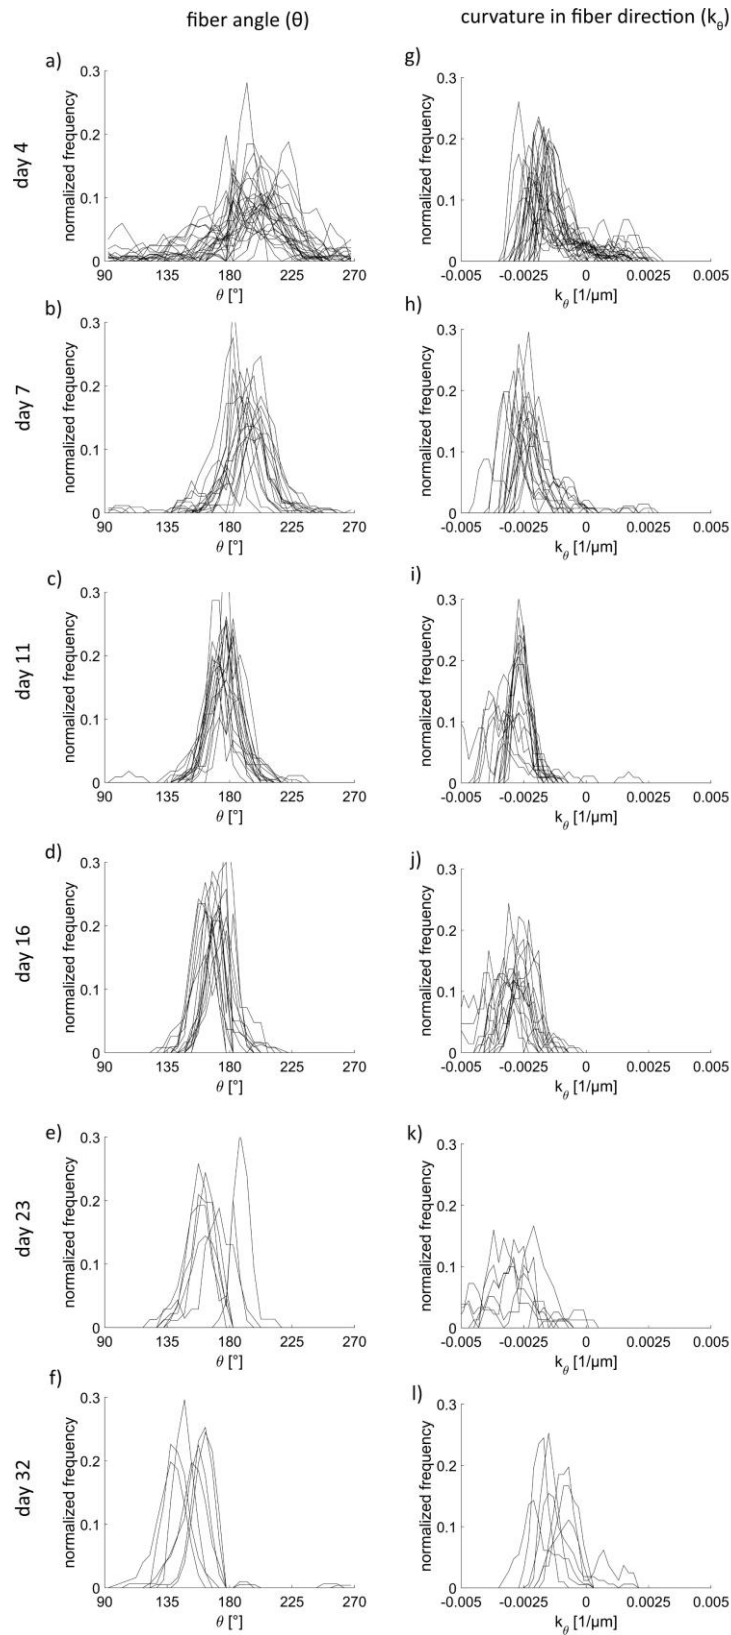 fiber angle (θ)
curvature in fiber direction (kθ)
day 4
a)
normalized frequency
0.3
0.2
0.1
0
90 135 180 225 270
θ [°]
g)
normalized frequency
0.3
0.2
0.1
0
-0.005 -0.0025 0 0.0025 0.005
kθ [1/µm]
day 7
b)
normalized frequency
0.3
0.2
0.1
0
90 135 180 225 270
θ [°]
h)
normalized frequency
0.3
0.2
0.1
0
-0.005 -0.0025 0 0.0025 0.005
kθ [1/µm]
day 11
c)
normalized frequency
0.3
0.2
0.1
0
90 135 180 225 270
θ [°]
i)
normalized frequency
0.3
0.2
0.1
0
-0.005 -0.0025 0 0.0025 0.005
kθ [1/µm]
day 16
d)
normalized frequency
0.3
0.2
0.1
0
90 135 180 225 270
θ [°]
j)
normalized frequency
0.3
0.2
0.1
0
-0.005 -0.0025 0 0.0025 0.005
kθ [1/µm]
day 23
e)
normalized frequency
0.3
0.2
0.1
0
90 135 180 225 270
θ [°]
k)
normalized frequency
0.3
0.2
0.1
0
-0.005 -0.0025 0 0.0025 0.005
kθ [1/µm]
day 32
f)
normalized frequency
0.3
0.2
0.1
0
90 135 180 225 270
θ [°]
l)
normalized frequency
0.3
0.2
0.1
0
-0.005 -0.0025 0 0.0025 0.005
kθ [1/µm]